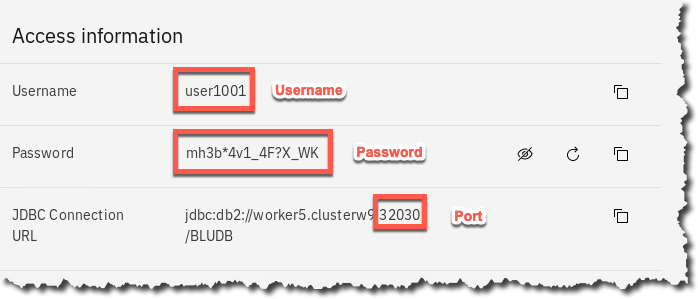 Access information
Username user1001 Username
Password mh3b*4v1_4F?X_WK Password
JDBC Connection jdbc:db2://worker5.clusterw9 32030 Port
URL /BLUDB